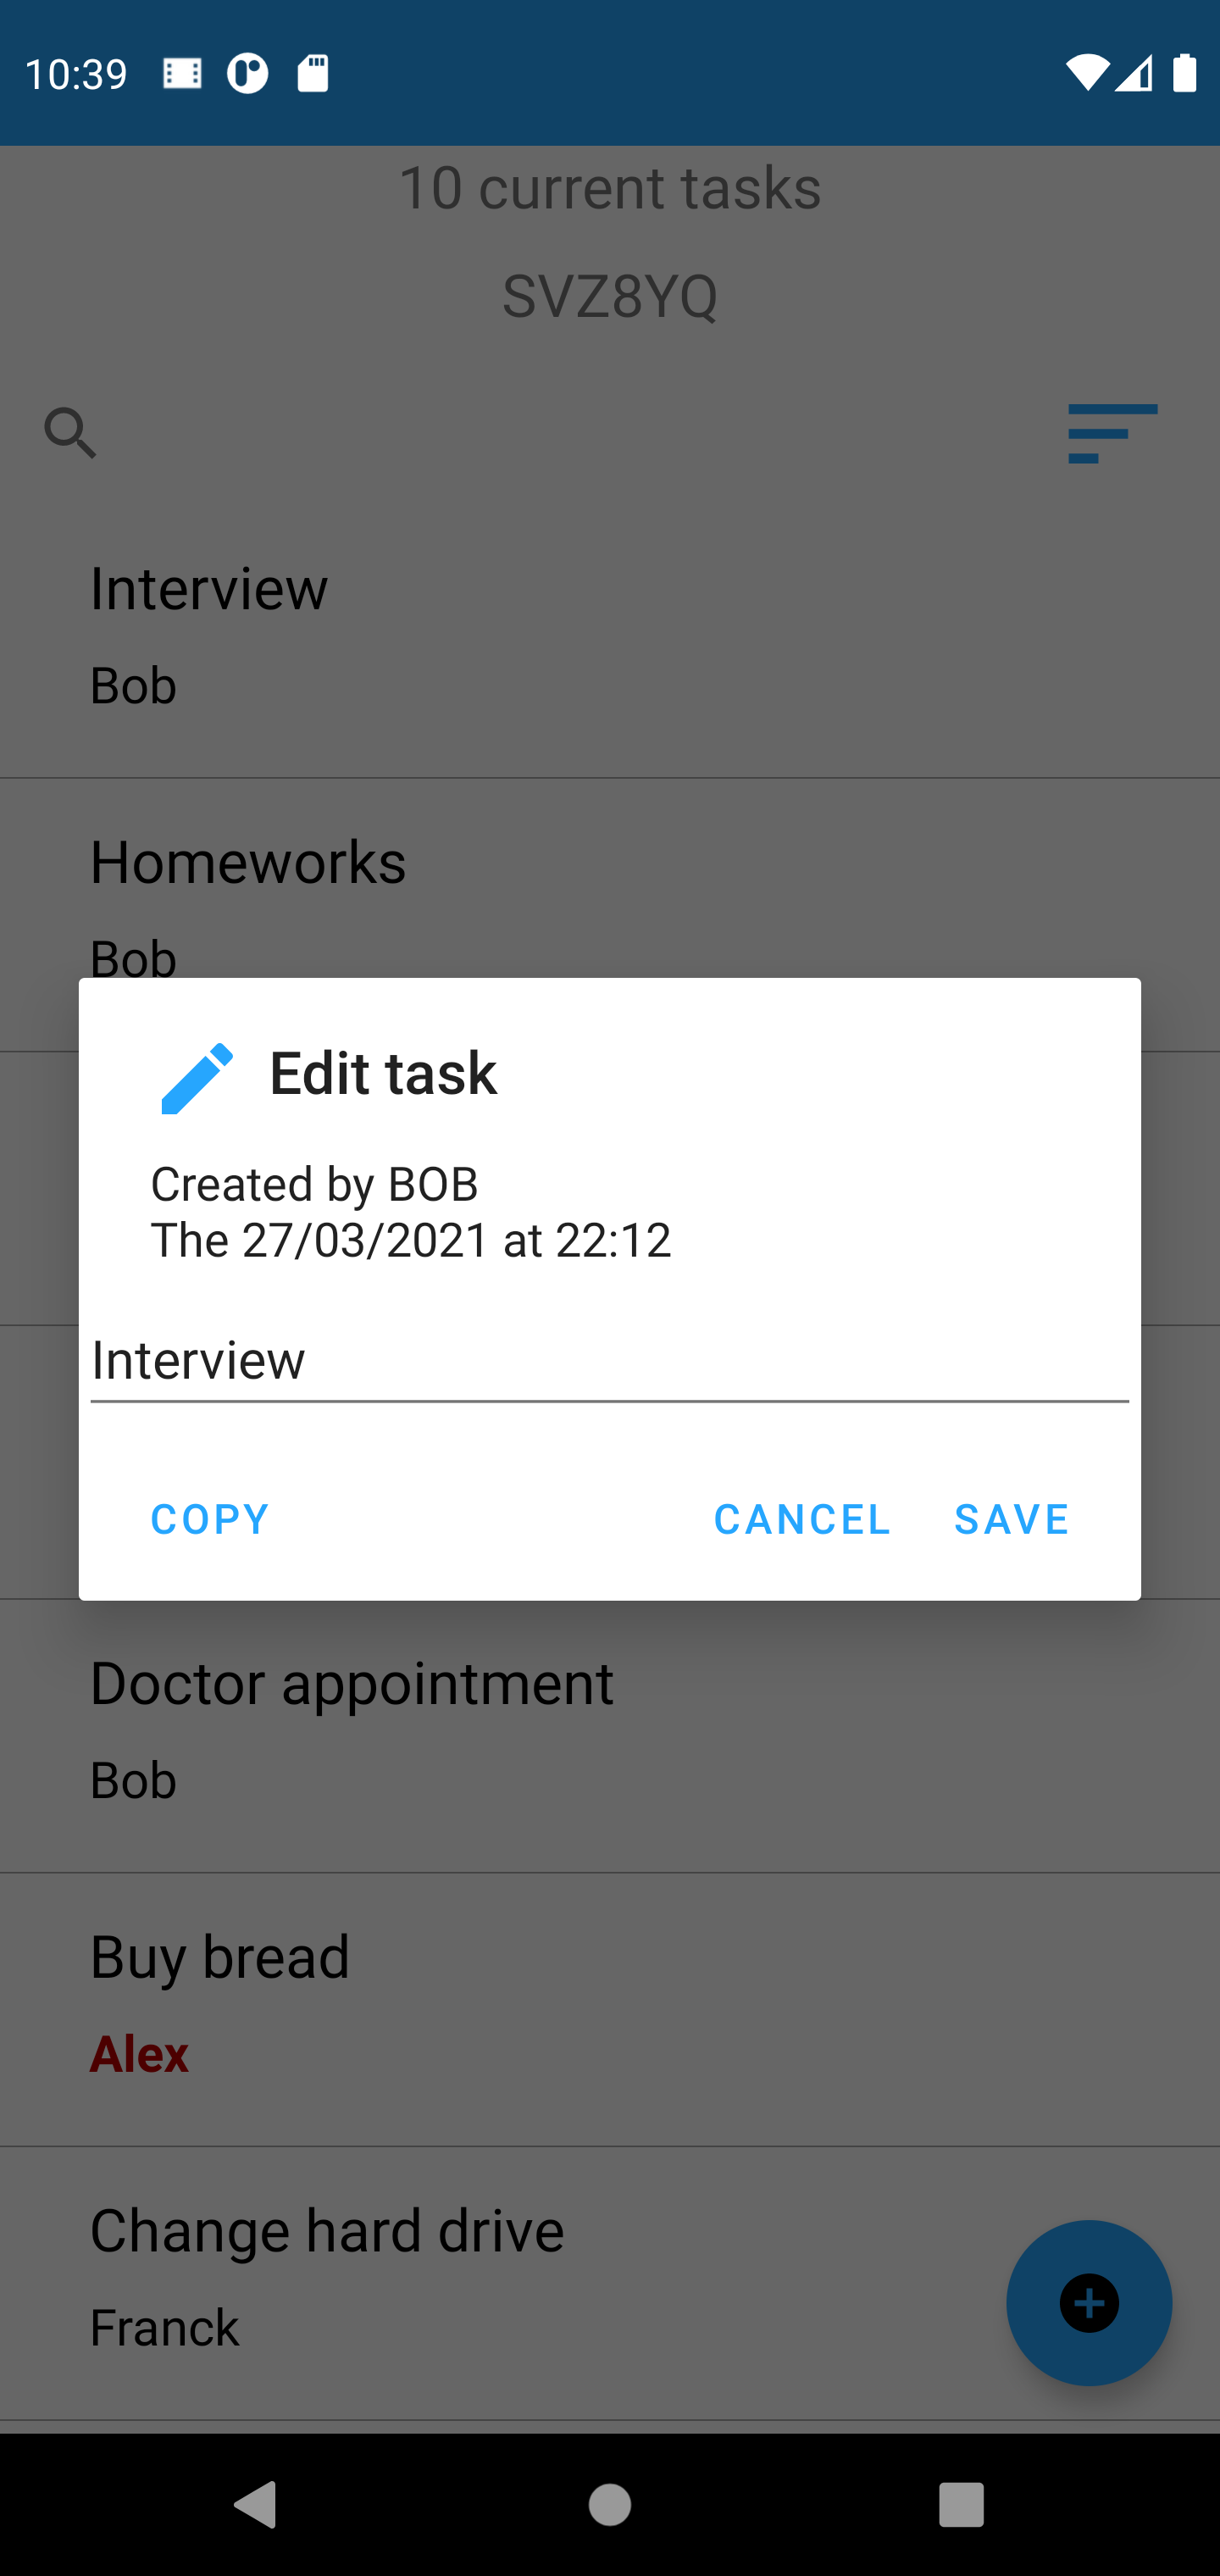 10:39
10 current tasks
SVZ8YQ
Interview
Bob
Homeworks
Bob
Edit task
Created by BOB
The 27/03/2021 at 22:12
Interview
COPY CANCEL SAVE
Doctor appointment
Bob
Buy bread
Alex
Change hard drive
Franck